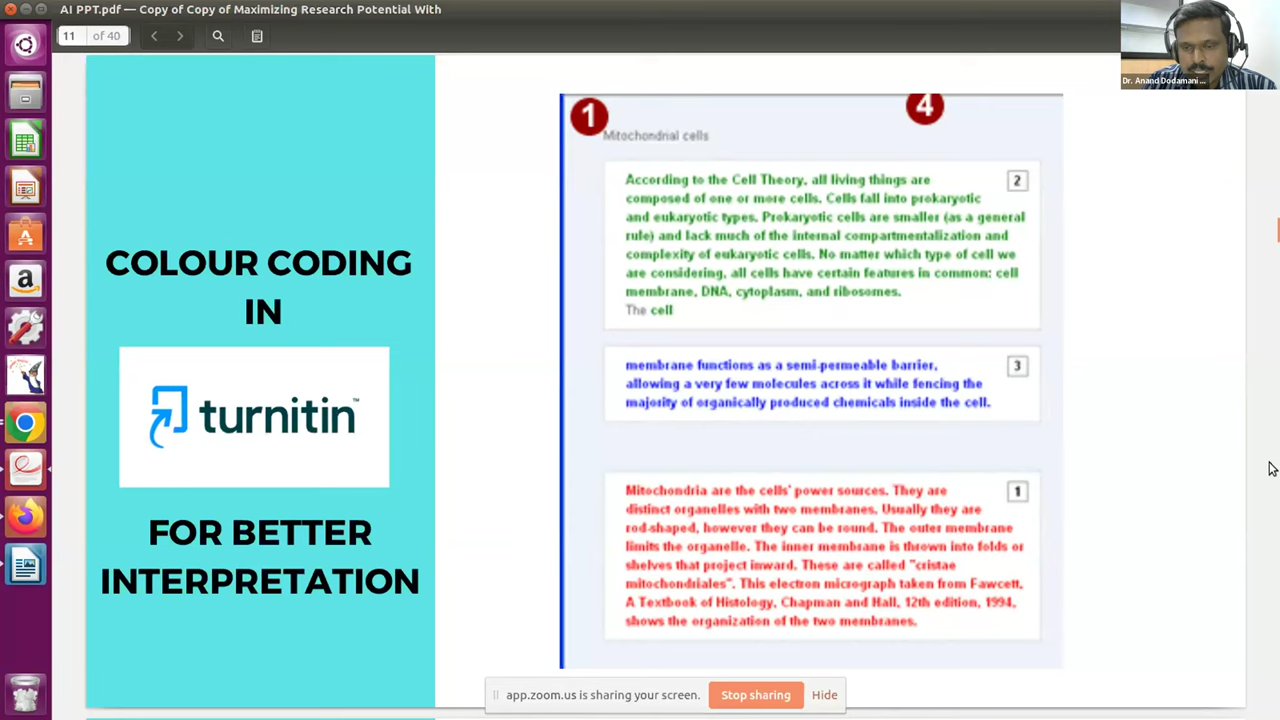 AI PPT.pdf — Copy of Copy of Maximizing Research Potential With
11 of 40
Dr. Anand Dodamani ...
COLOUR CODING
IN
turnitin™
FOR BETTER
INTERPRETATION
1
4
Mitochondrial cells
According to the Cell Theory, all living things are
2
composed of one or more cells. Cells fall into prokaryotic
and eukaryotic types. Prokaryotic cells are smaller (as a general
rule) and lack much of the internal compartmentalization and
complexity of eukaryotic cells. No matter which type of cell we
are considering, all cells have certain features in common: cell
membrane, DNA, cytoplasm, and ribosomes.
The cell
membrane functions as a semi-permeable barrier,
3
allowing a very few molecules across it while fencing the
majority of organically produced chemicals inside the cell.
Mitochondria are the cells' power sources. They are
1
distinct organelles with two membranes. Usually they are
rod-shaped, however they can be round. The outer membrane
limits the organelle. The inner membrane is thrown into folds or
shelves that project inward. These are called "cristae
mitochondriales". This electron micrograph taken from Fawcett,
A Textbook of Histology, Chapman and Hall, 12th edition, 1994,
shows the organization of the two membranes.
app.zoom.us is sharing your screen.
Stop sharing
Hide